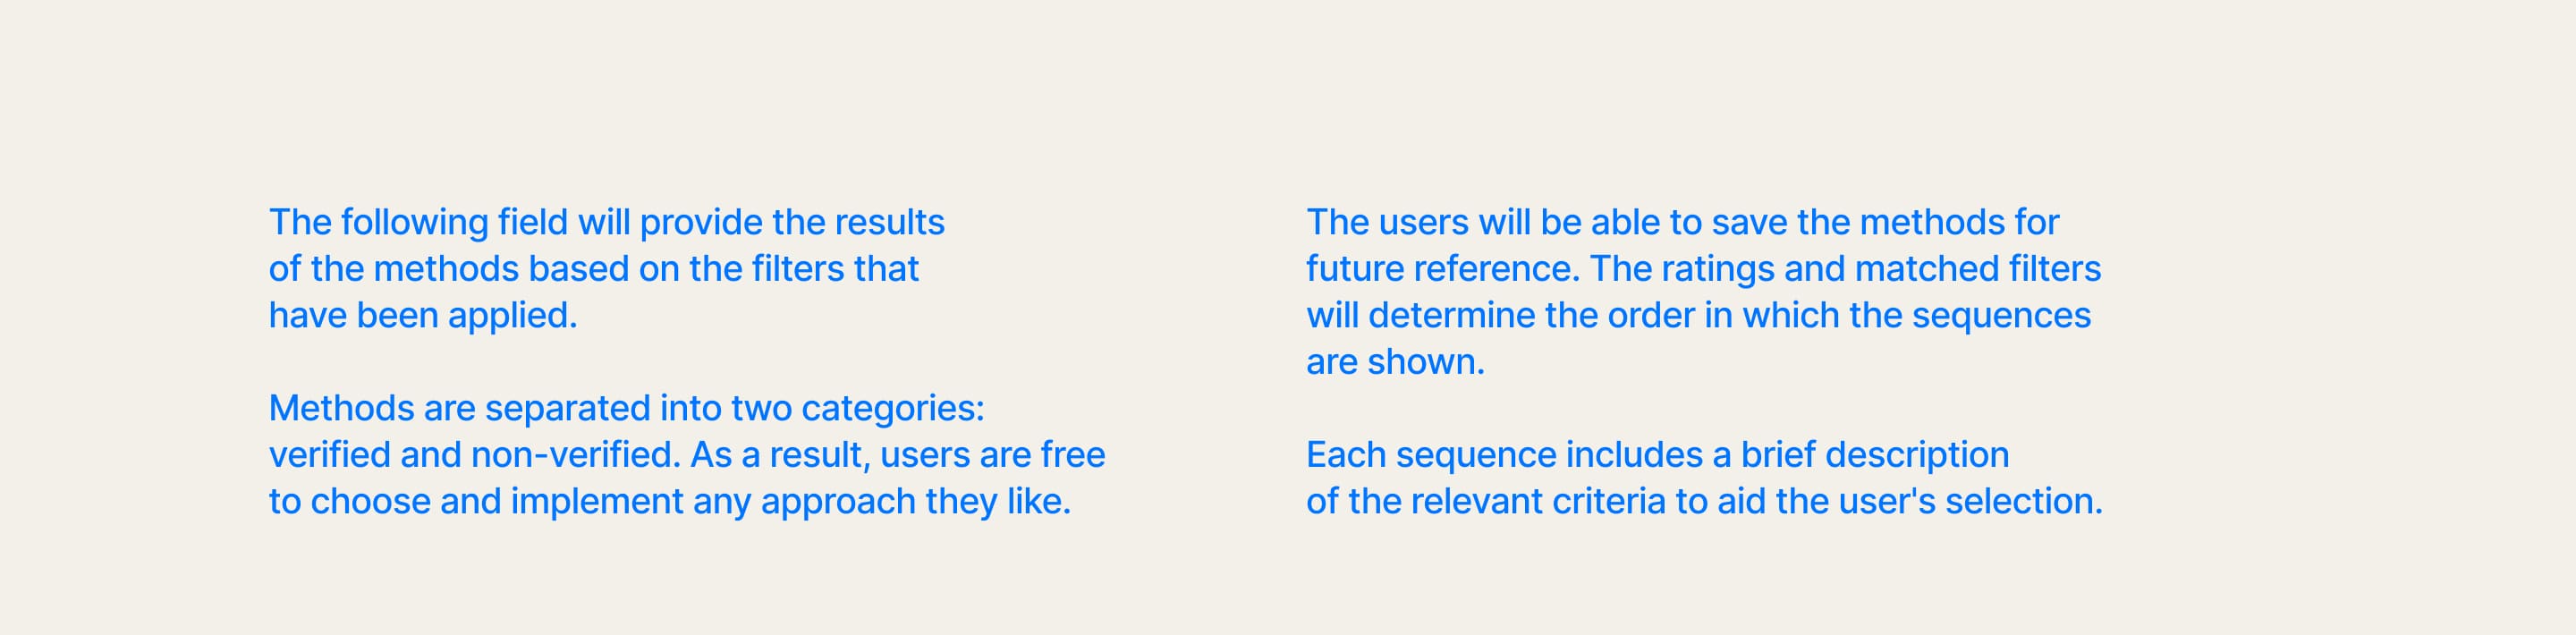 The following field will provide the results
of the methods based on the filters that
have been applied.
Methods are separated into two categories:
verified and non-verified. As a result, users are free
to choose and implement any approach they like.
The users will be able to save the methods for
future reference. The ratings and matched filters
will determine the order in which the sequences
are shown.
Each sequence includes a brief description
of the relevant criteria to aid the user's selection.